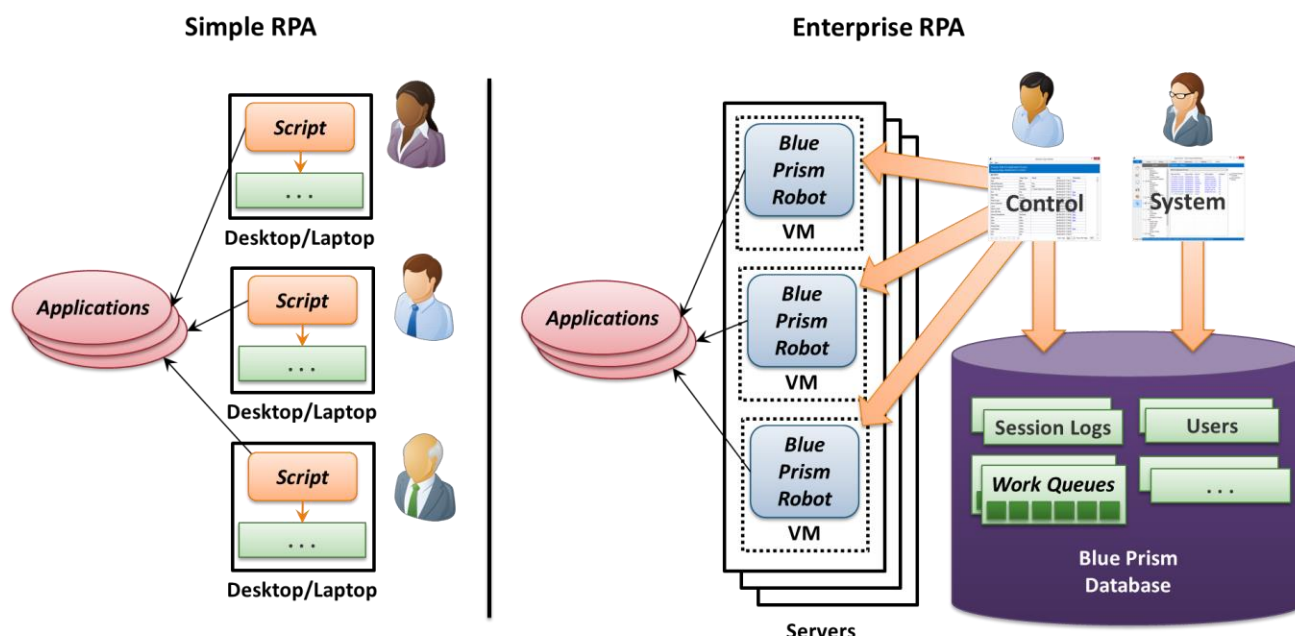 Simple RPA
Script
. . .
Desktop/Laptop
Script
. . .
Desktop/Laptop
Script
. . .
Desktop/Laptop
Applications
Enterprise RPA
Applications
Blue
Prism
Robot
VM
Blue
Prism
Robot
VM
Blue
Prism
Robot
VM
Servers
Control
System
Session Logs
Users
Work Queues
. . .
Blue Prism
Database